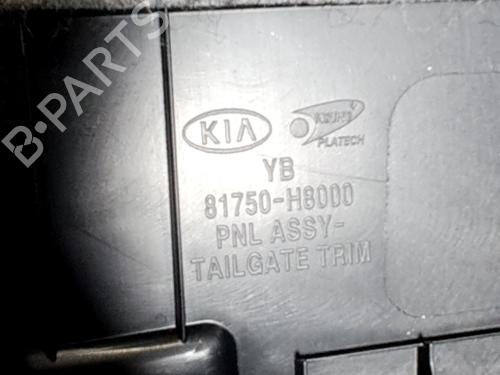 B-PARTS
KIA
PLATECH
YB
81750-H8000
PNL ASSY-
TAILGATE TRIM